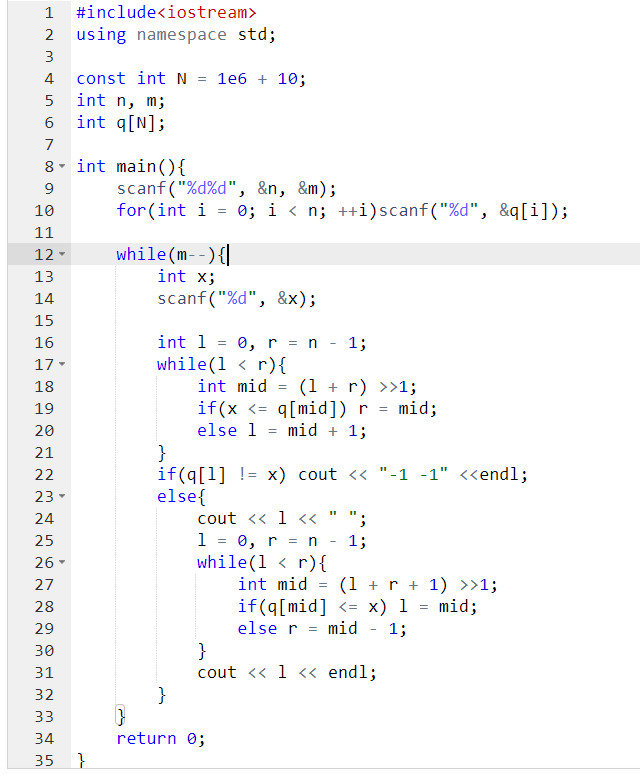 1 #include<iostream>
2 using namespace std;
3
4 const int N = 1e6 + 10;
5 int n, m;
6 int q[N];
7
8 int main(){
9     scanf("%d%d", &n, &m);
10     for(int i = 0; i < n; ++i)scanf("%d", &q[i]);
11
12     while(m--){
13         int x;
14         scanf("%d", &x);
15
16         int l = 0, r = n - 1;
17         while(l < r){
18             int mid = (l + r) >>1;
19             if(x <= q[mid]) r = mid;
20             else l = mid + 1;
21         }
22         if(q[l] != x) cout << "-1 -1" <<endl;
23         else{
24             cout << l << " ";
25             l = 0, r = n - 1;
26             while(l < r){
27                 int mid = (l + r + 1) >>1;
28                 if(q[mid] <= x) l = mid;
29                 else r = mid - 1;
30             }
31             cout << l << endl;
32         }
33     }
34     return 0;
35 }